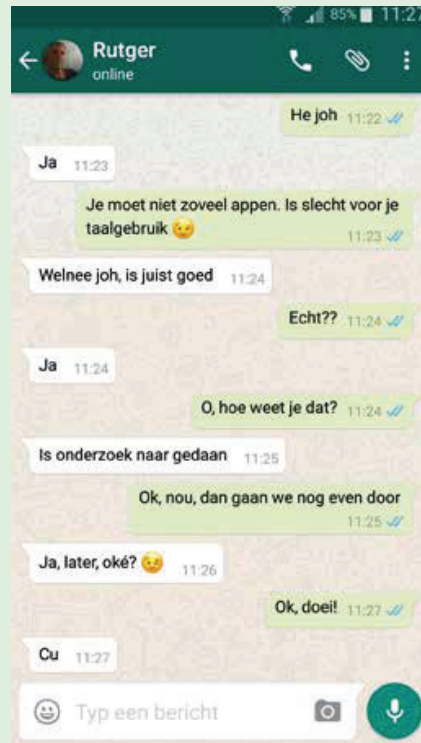 85% 11:27
Rutger
online
He joh 11:22
Ja 11:23
Je moet niet zoveel appen. Is slecht voor je
taalgebruik 😉
11:23
Welnee joh, is juist goed 11:24
Echt?? 11:24
Ja 11:24
O, hoe weet je dat? 11:24
Is onderzoek naar gedaan 11:25
Ok, nou, dan gaan we nog even door
11:25
Ja, later, oké? 😉 11:26
Ok, doei! 11:27
Cu 11:27
Typ een bericht